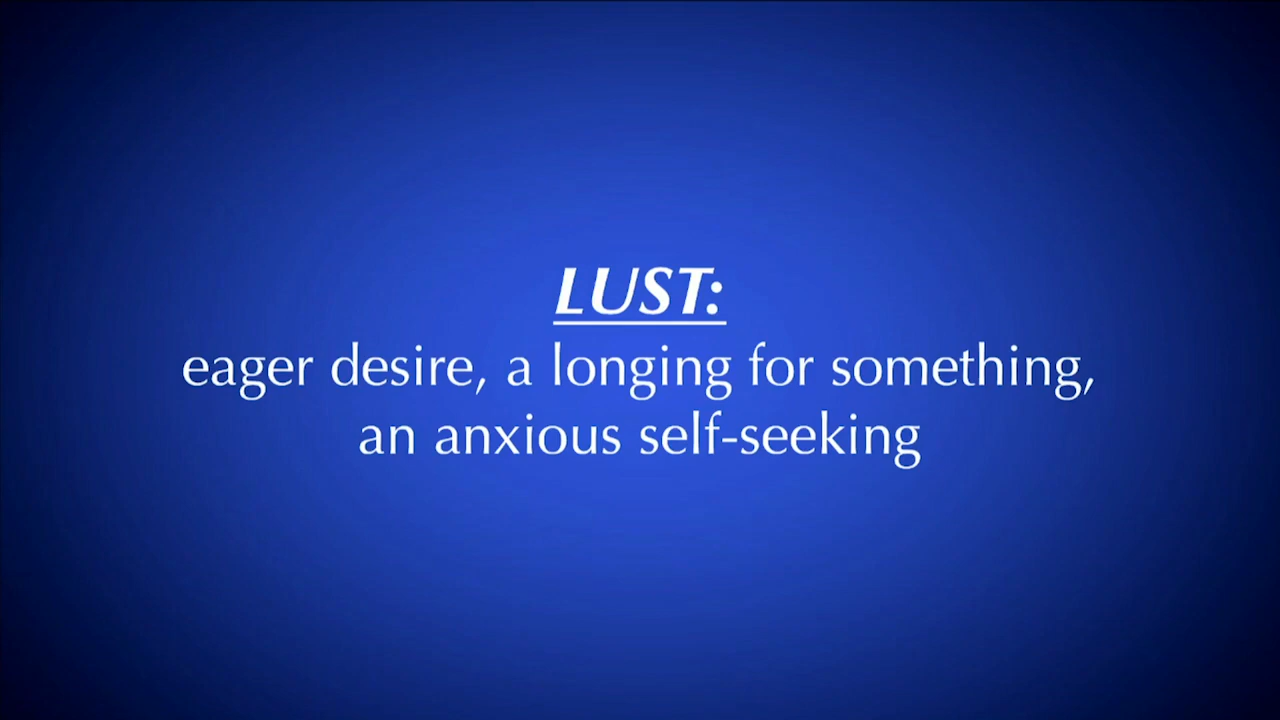 LUST:
eager desire, a longing for something,
an anxious self-seeking